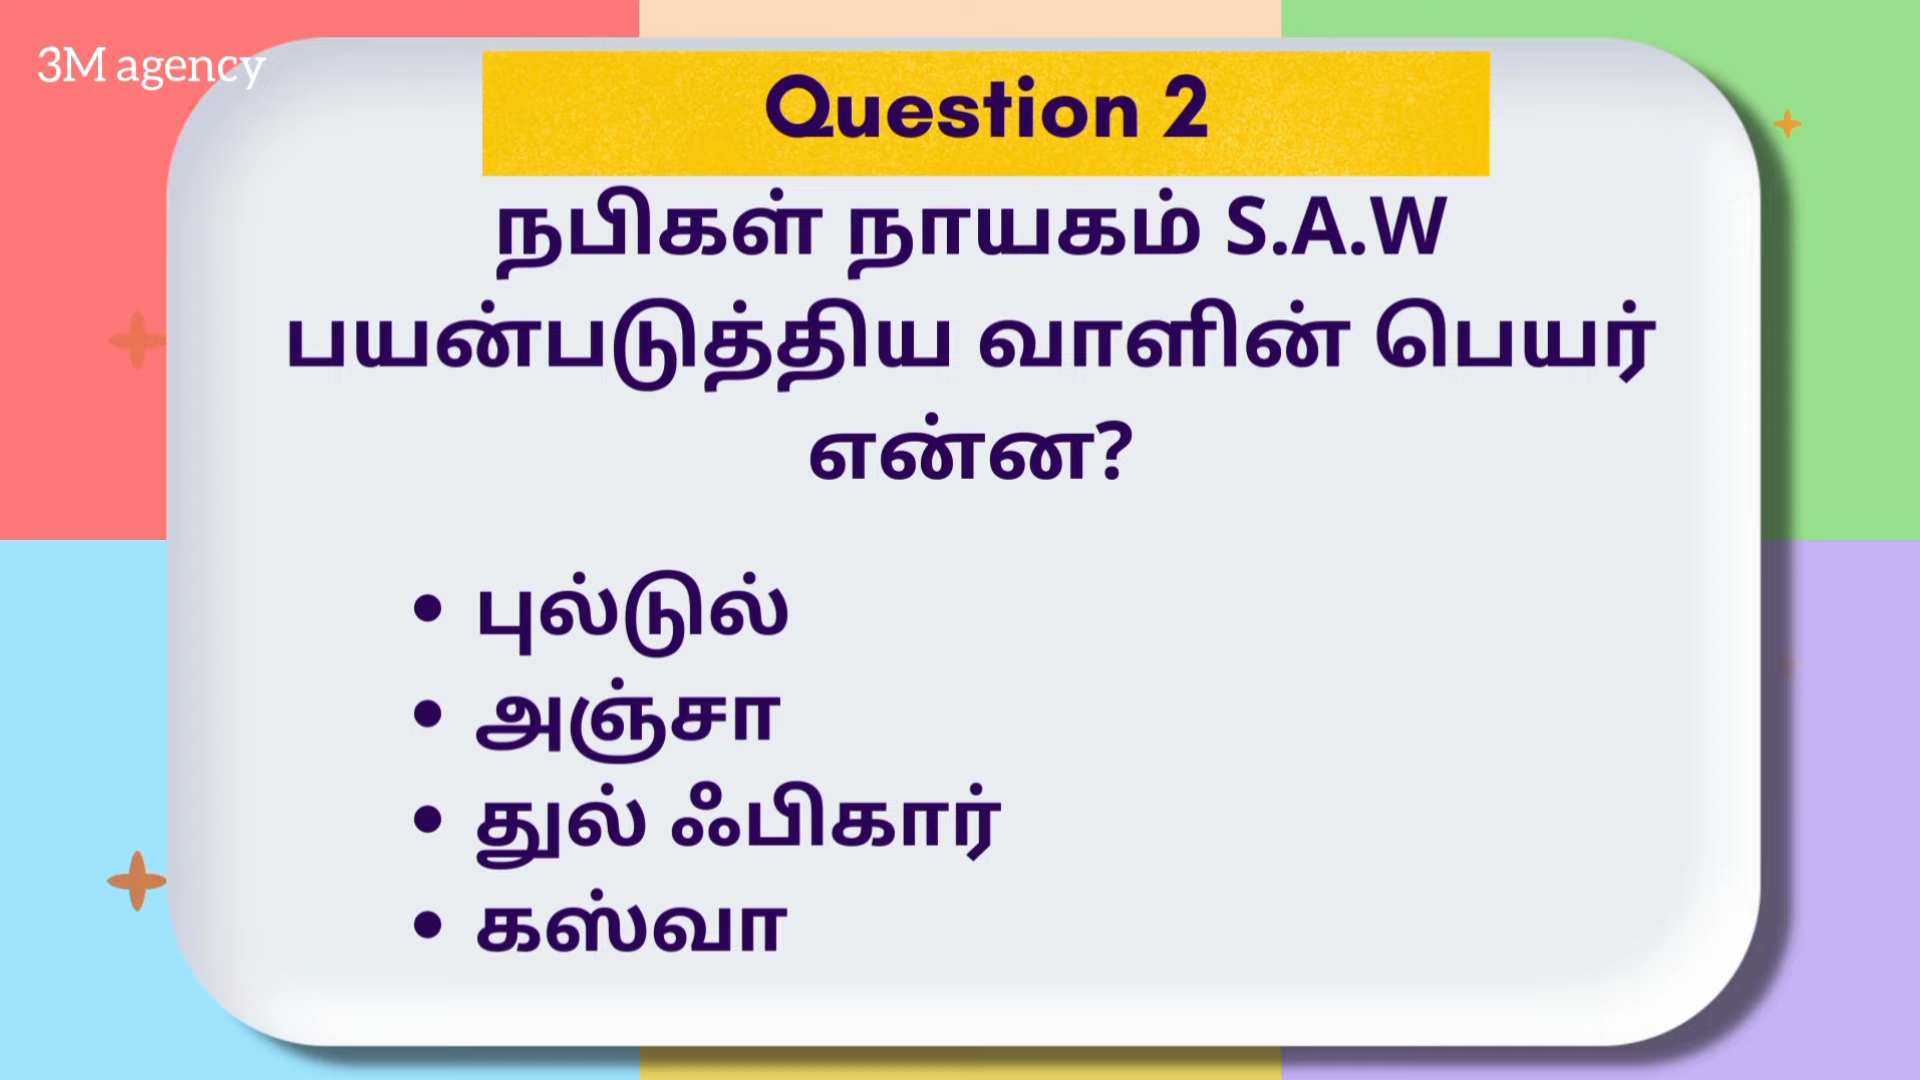 3M agency
Question 2
நபிகள் நாயகம் S.A.W
பயன்படுத்திய வாளின் பெயர்
என்ன?
• புல்டுல்
• அஞ்சா
• துல் ஃபிகார்
• கஸ்வா